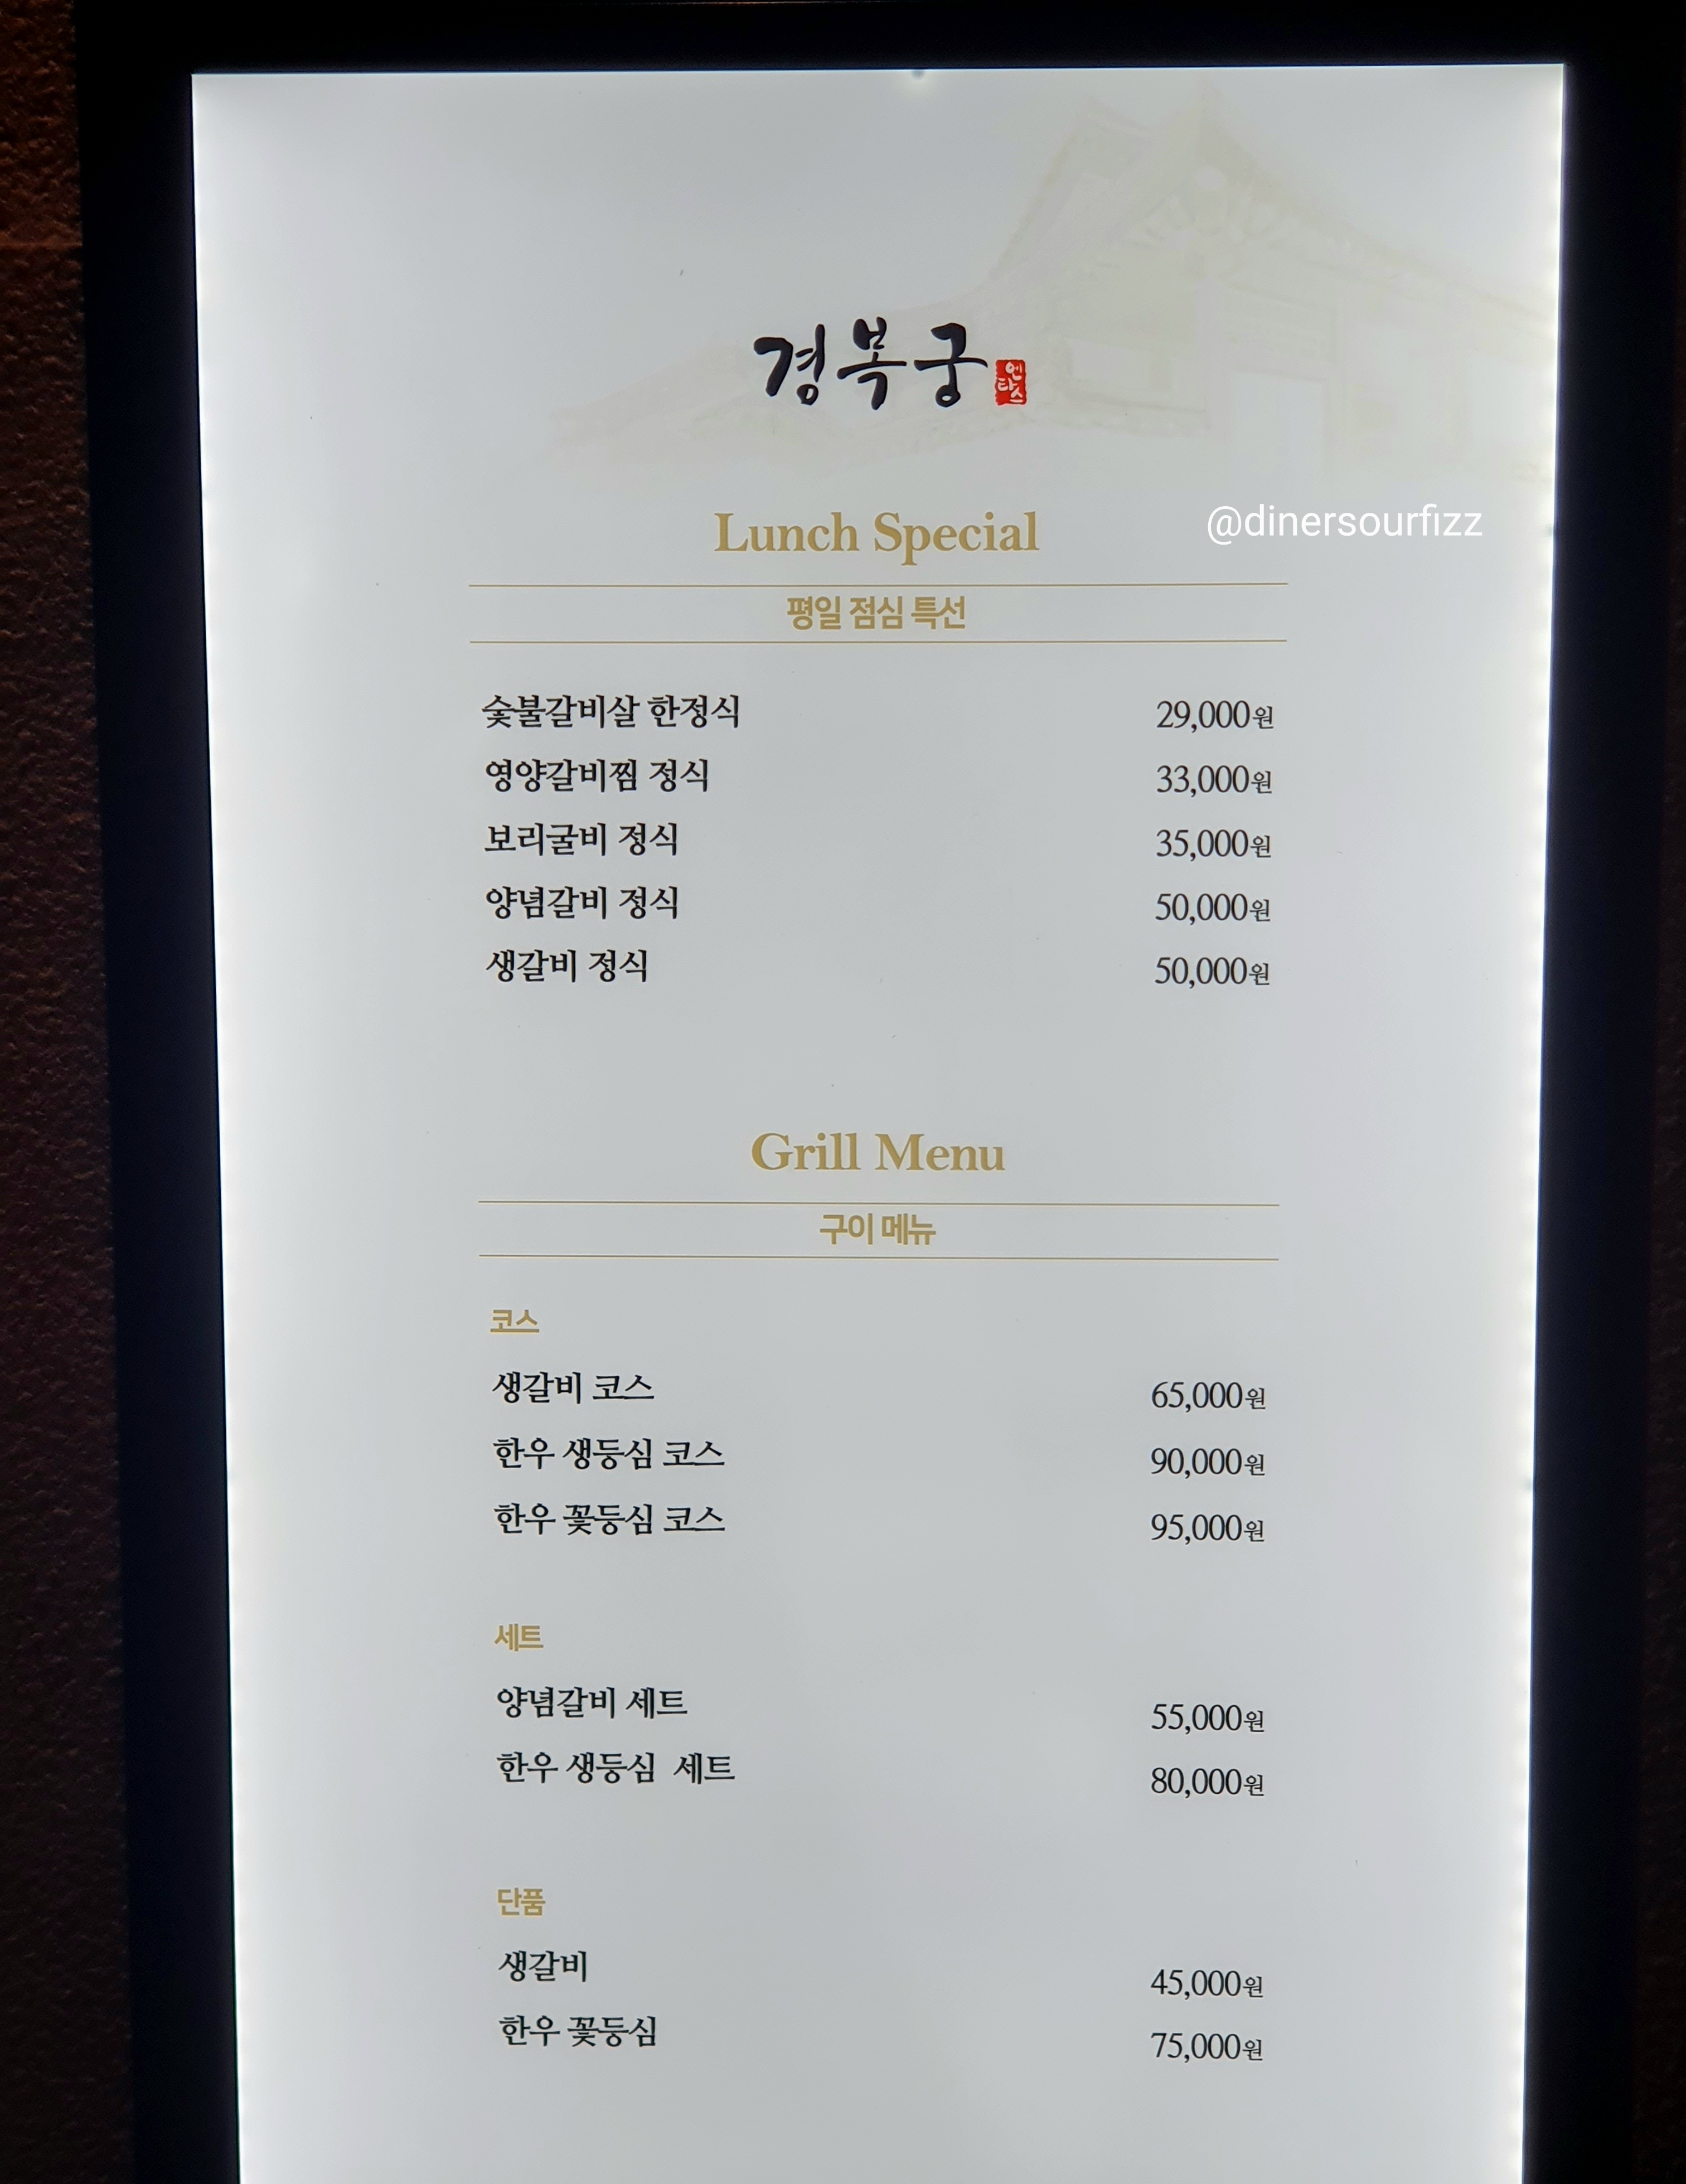 경복궁 엔타스
Lunch Special
@dinersourfizz
평일 점심 특선
숯불갈비살 한정식 29,000원
영양갈비찜 정식 33,000원
보리굴비 정식 35,000원
양념갈비 정식 50,000원
생갈비 정식 50,000원
Grill Menu
구이 메뉴
코스
생갈비 코스 65,000원
한우 생등심 코스 90,000원
한우 꽃등심 코스 95,000원
세트
양념갈비 세트 55,000원
한우 생등심 세트 80,000원
단품
생갈비 45,000원
한우 꽃등심 75,000원